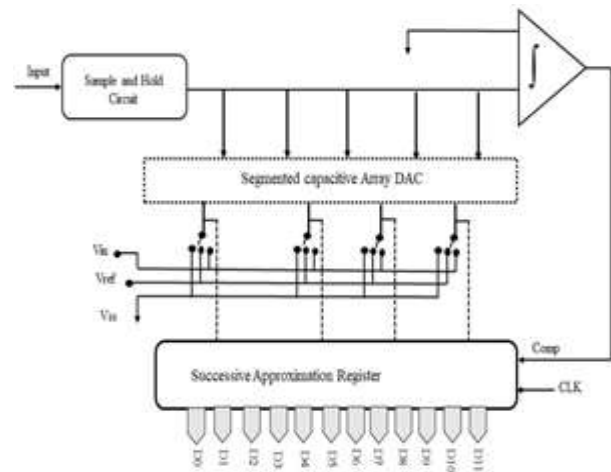 Input
Sample and Hold
Circuit
Segmented capacitive Array DAC
Vin
Vref
Vss
Comp
Successive Approximation Register
CLK
D0
D1
D2
D3
D4
D5
D6
D7
D8
D9
D10
D11